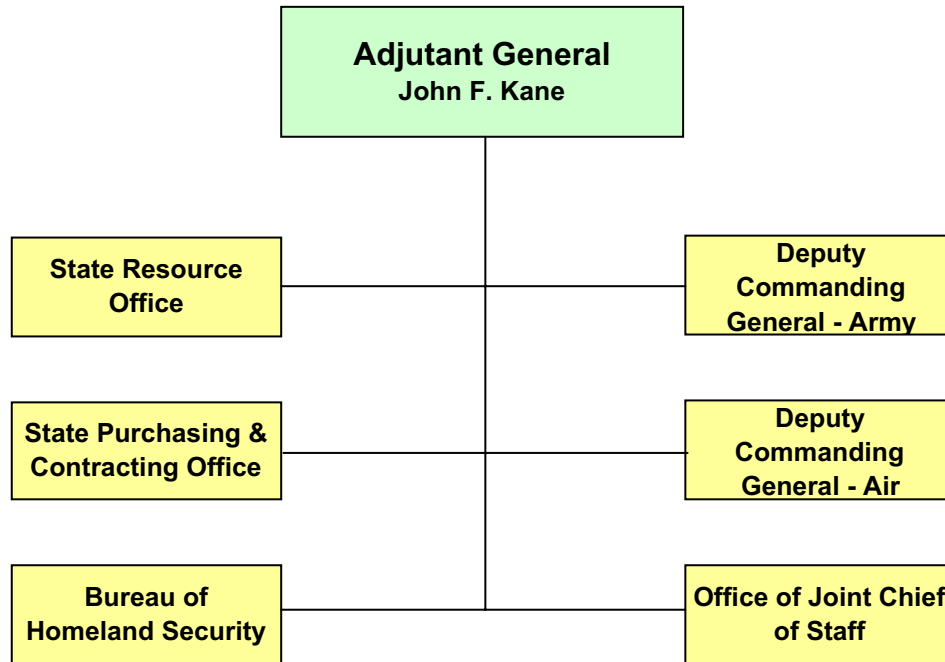 Adjutant General
John F. Kane
State Resource
Office
Deputy
Commanding
General - Army
State Purchasing &
Contracting Office
Deputy
Commanding
General - Air
Bureau of
Homeland Security
Office of Joint Chief
of Staff